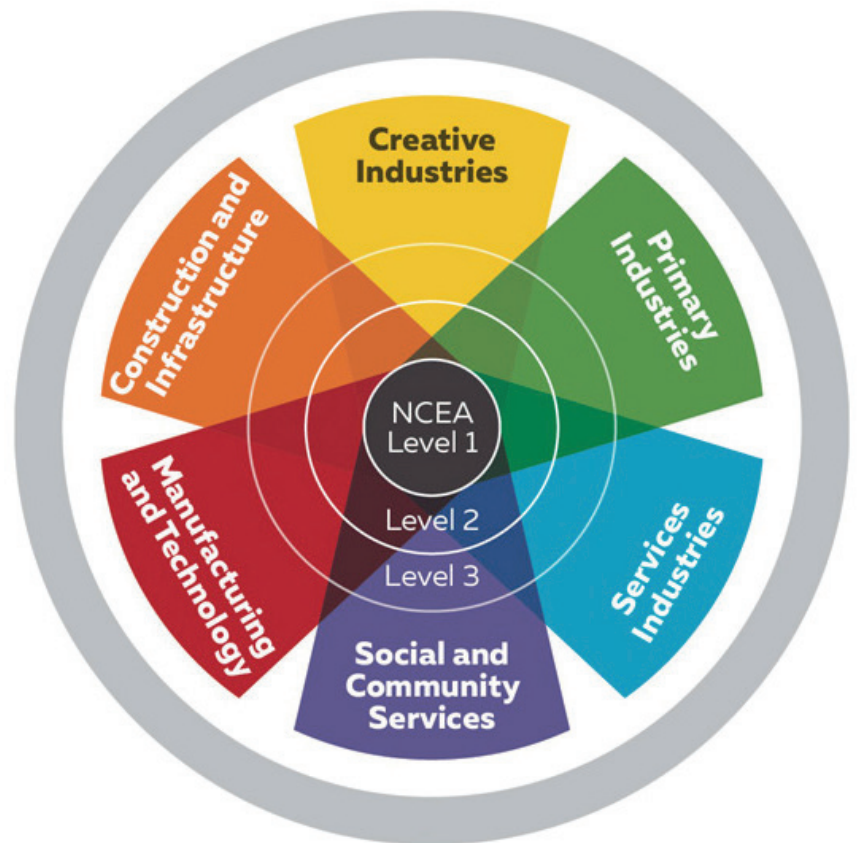 Creative
Industries
Primary
Industries
Services
Industries
Social and
Community
Services
Manufacturing
and Technology
Construction and
Infrastructure
NCEA
Level 1
Level 2
Level 3